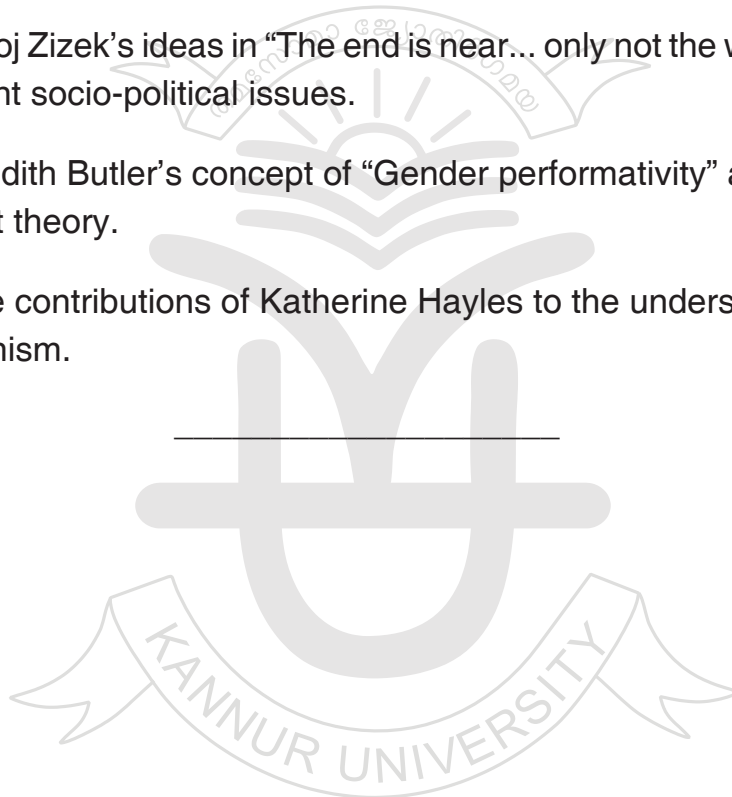 oj Zizek’s ideas in “The end is near... only not the w
nt socio-political issues.
dith Butler’s concept of “Gender performativity” a
t theory.
e contributions of Katherine Hayles to the unders
nism.
KANNUR UNIVERSITY